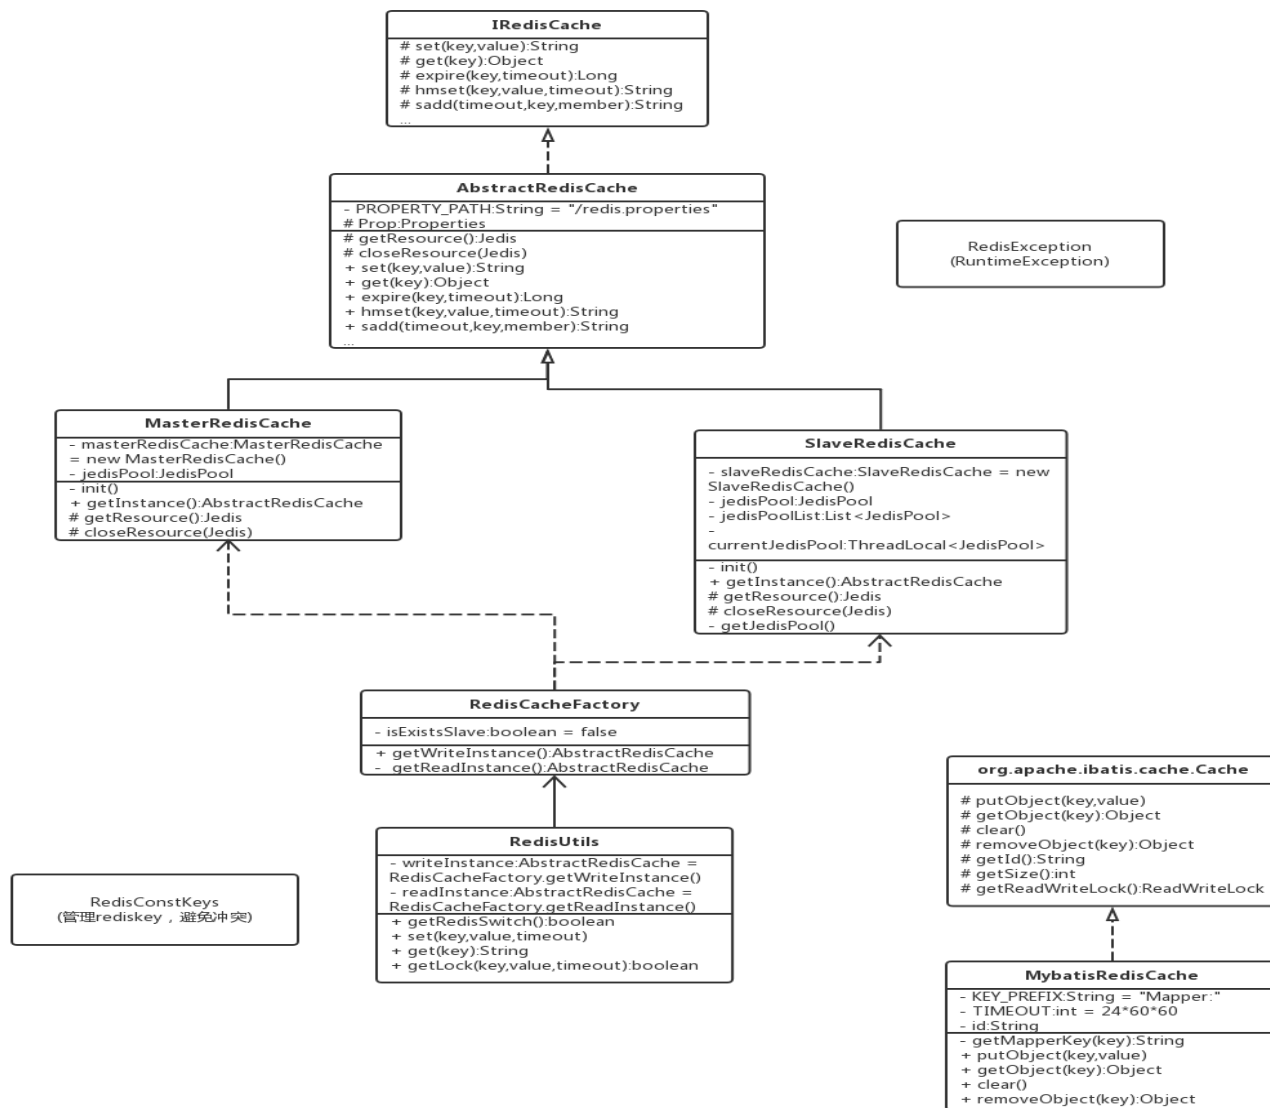 IRedisCache
# set(key,value):String
# get(key):Object
# expire(key,timeout):Long
# hmset(key,value,timeout):String
# sadd(timeout,key,member):String
...
AbstractRedisCache
- PROPERTY_PATH:String = "/redis.properties"
# Prop:Properties
# getResource():Jedis
# closeResource(Jedis)
+ set(key,value):String
+ get(key):Object
+ expire(key,timeout):Long
+ hmset(key,value,timeout):String
+ sadd(timeout,key,member):String
...
RedisException
(RuntimeException)
MasterRedisCache
- masterRedisCache:MasterRedisCache
= new MasterRedisCache()
- jedisPool:JedisPool
- init()
+ getInstance():AbstractRedisCache
# getResource():Jedis
# closeResource(Jedis)
SlaveRedisCache
- slaveRedisCache:SlaveRedisCache = new
SlaveRedisCache()
- jedisPool:JedisPool
- jedisPoolList:List<JedisPool>
-
currentJedisPool:ThreadLocal<JedisPool>
- init()
+ getInstance():AbstractRedisCache
# getResource():Jedis
# closeResource(Jedis)
- getJedisPool()
RedisCacheFactory
- isExistsSlave:boolean = false
+ getWriteInstance():AbstractRedisCache
- getReadInstance():AbstractRedisCache
RedisUtils
- writeInstance:AbstractRedisCache =
RedisCacheFactory.getWriteInstance()
- readInstance:AbstractRedisCache =
RedisCacheFactory.getReadInstance()
+ getRedisSwitch():boolean
+ set(key,value,timeout)
+ get(key):String
+ getLock(key,value,timeout):boolean
RedisConstKeys
(管理rediskey，避免冲突)
org.apache.ibatis.cache.Cache
# putObject(key,value)
# getObject(key):Object
# clear()
# removeObject(key):Object
# getId():String
# getSize():int
# getReadWriteLock():ReadWriteLock
MybatisRedisCache
- KEY_PREFIX:String = "Mapper:"
- TIMEOUT:int = 24*60*60
- id:String
- getMapperKey(key):String
+ putObject(key,value)
+ getObject(key):Object
+ clear()
+ removeObject(key):Object